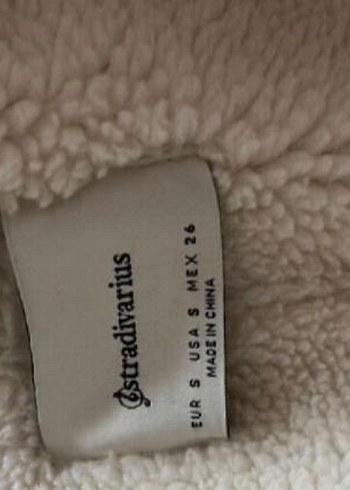 stradivarius
EUR S USA S MEX 26
MADE IN CHINA